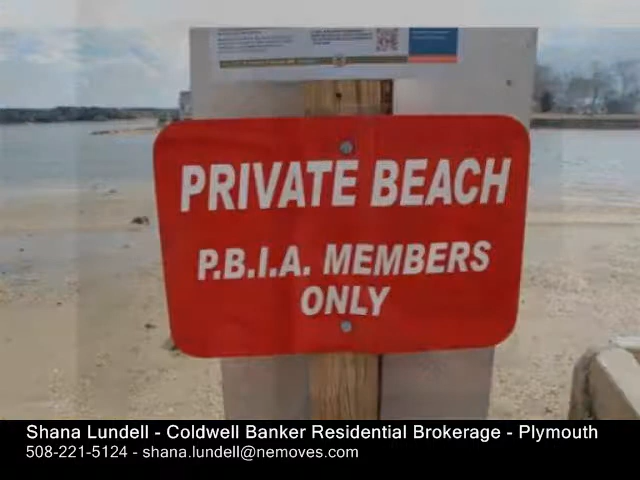 PRIVATE BEACH
P.B.I.A. MEMBERS
ONLY
Shana Lundell - Coldwell Banker Residential Brokerage - Plymouth
508-221-5124 - shana.lundell@nemoves.com